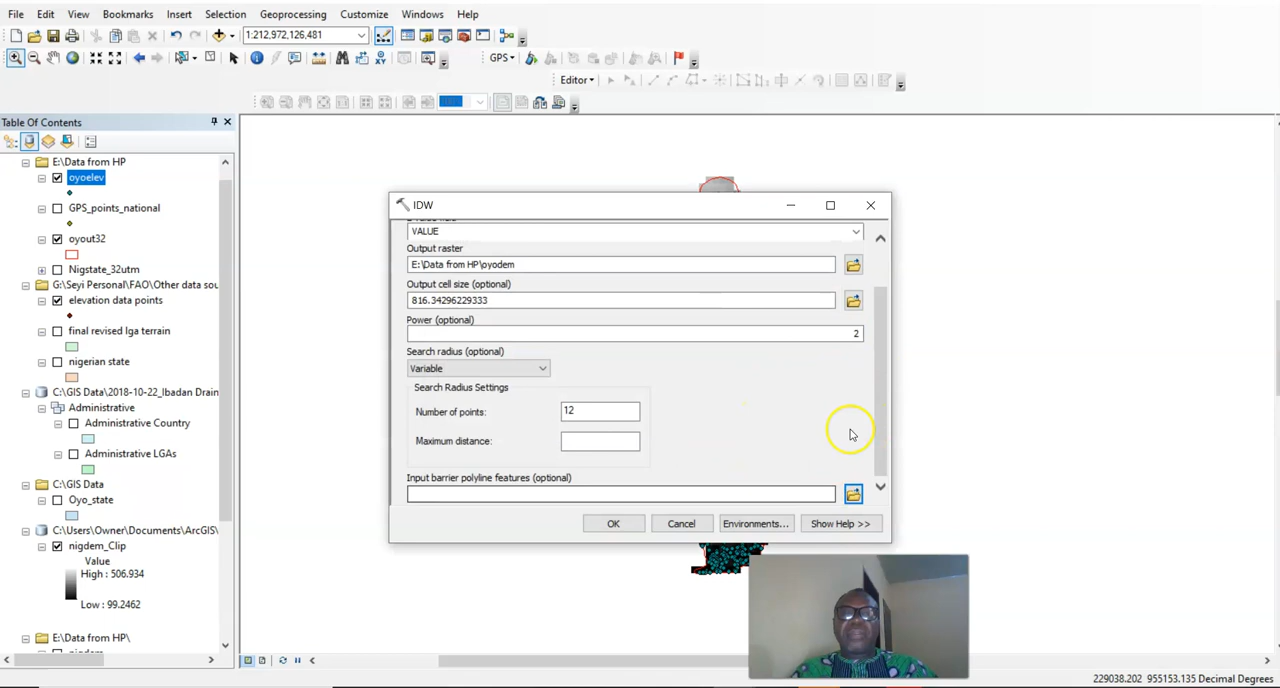 File Edit View Bookmarks Insert Selection Geoprocessing Customize Windows Help
1:212,972,126,481
GPS
Editor
Table Of Contents
E:\Data from HP
oyoelev
GPS_points_national
oyout32
Nigstate_32utm
G:\Seyi Personal\FAO\Other data sou
elevation data points
final revised lga terrain
nigerian state
C:\GIS Data\2018-10-22_Ibadan Drain
Administrative
Administrative Country
Administrative LGAs
C:\GIS Data
Oyo_state
C:\Users\Owner\Documents\ArcGIS\
nigdem_Clip
Value
High : 506.934
Low : 99.2462
E:\Data from HP\
IDW
VALUE
Output raster
E:\Data from HP\oyodem
Output cell size (optional)
816.34296229333
Power (optional)
2
Search radius (optional)
Variable
Search Radius Settings
Number of points: 12
Maximum distance:
Input barrier polyline features (optional)
OK Cancel Environments... Show Help >>
229038.202 955153.135 Decimal Degrees